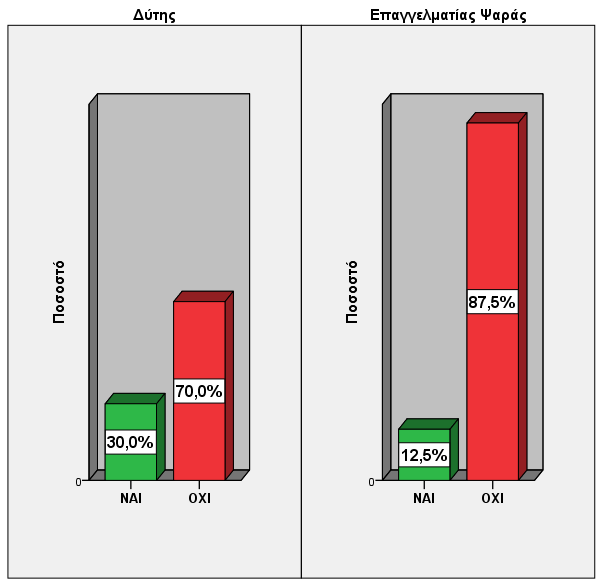 Δύτης
Επαγγελματίας Ψαράς
Ποσοστό
30,0%
70,0%
0
ΝΑΙ
ΟΧΙ
Ποσοστό
12,5%
87,5%
0
ΝΑΙ
ΟΧΙ